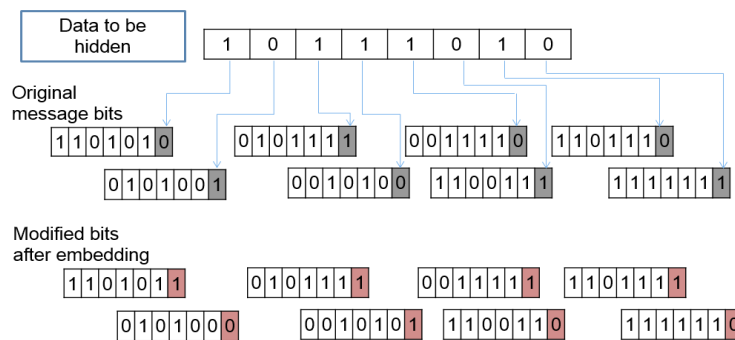 Data to be
hidden
1 0 1 1 1 0 1 0
Original
message bits
1 1 0 1 0 1 0
0 1 0 1 1 1 1
0 0 1 1 1 1 0
1 1 0 1 1 1 0
0 1 0 1 0 0 1
0 0 1 0 1 0 0
1 1 0 0 1 1 1
1 1 1 1 1 1 1
Modified bits
after embedding
1 1 0 1 0 1 1
0 1 0 1 1 1 1
0 0 1 1 1 1 1
1 1 0 1 1 1 1
0 1 0 1 0 0 0
0 0 1 0 1 0 1
1 1 0 0 1 1 0
1 1 1 1 1 1 0